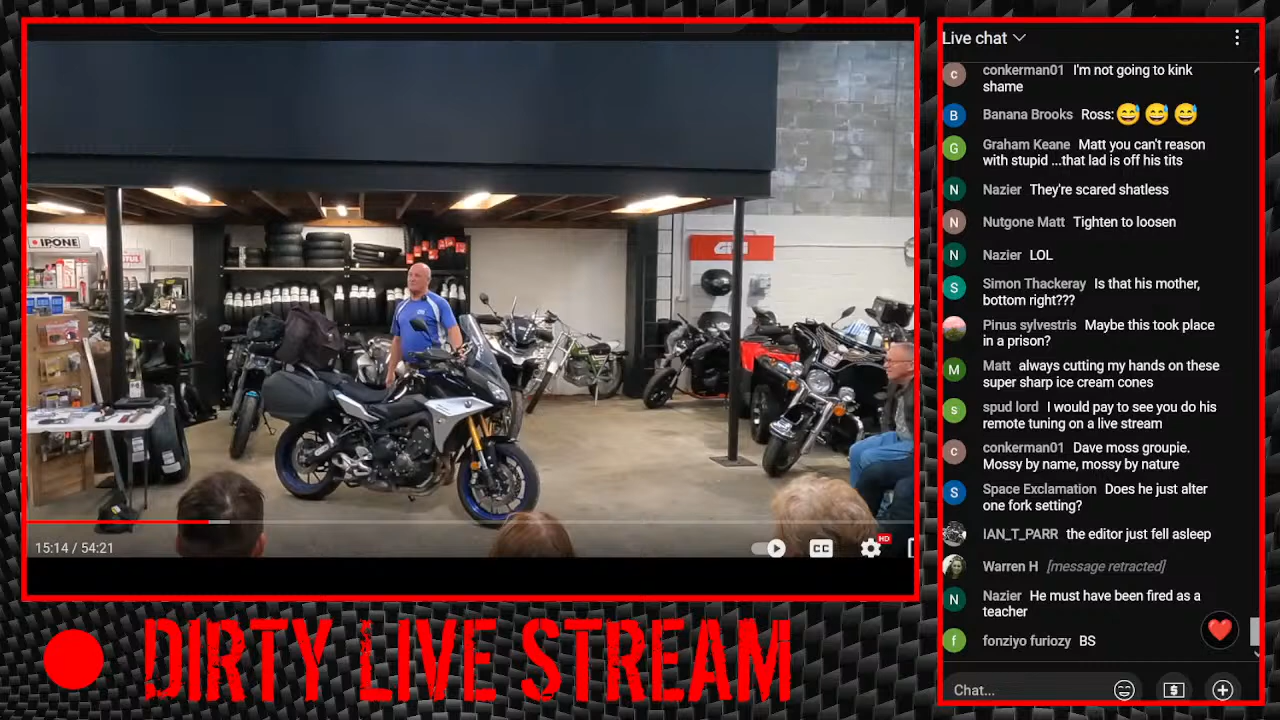 IPONE
15:14 / 54:21
CC
HD
DIRTY LIVE STREAM
Live chat
conkerman01 I'm not going to kink
shame
B
Banana Brooks Ross:😅😅😅
G
Graham Keane Matt you can't reason
with stupid ...that lad is off his tits
N
Nazier They're scared shatless
N
Nutgone Matt Tighten to loosen
N
Nazier LOL
S
Simon Thackeray Is that his mother,
bottom right???
Pinus sylvestris Maybe this took place
in a prison?
M
Matt always cutting my hands on these
super sharp ice cream cones
s
spud lord I would pay to see you do his
remote tuning on a live stream
c
conkerman01 Dave moss groupie.
Mossy by name, mossy by nature
S
Space Exclamation Does he just alter
one fork setting?
IAN_T_PARR the editor just fell asleep
Warren H [message retracted]
N
Nazier He must have been fired as a
teacher
f
fonziyo furiozy BS
Chat...